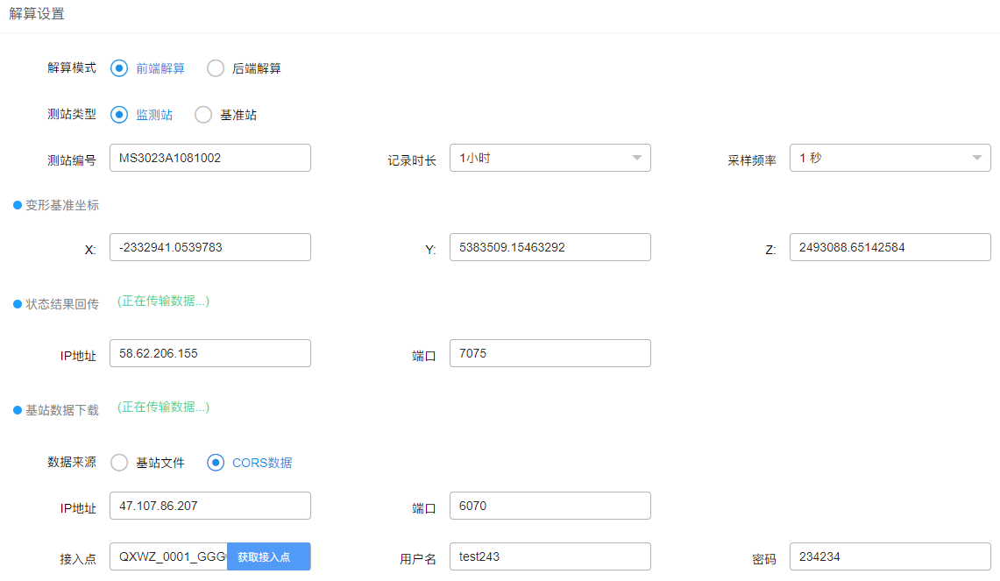 解算设置
解算模式 前端解算 后端解算
测站类型 监测站 基准站
测站编号 MS3023A1081002 记录时长 1小时 采样频率 1 秒
变形基准坐标
X: -2332941.0539783 Y: 5383509.15463292 Z: 2493088.65142584
状态结果回传 (正在传输数据...)
IP地址 58.62.206.155 端口 7075
基站数据下载 (正在传输数据...)
数据来源 基站文件 CORS数据
IP地址 47.107.86.207 端口 6070
接入点 QXWZ_0001_GGG 获取接入点 用户名 test243 密码 234234